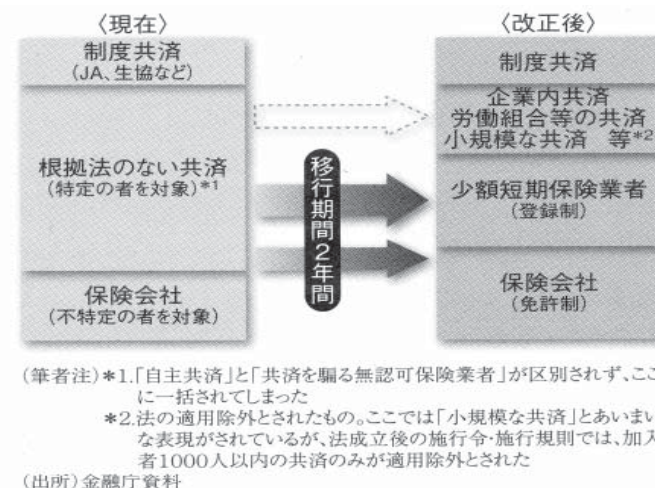 〈現在〉
制度共済
(JA、生協など)
根拠法のない共済
(特定の者を対象)*1
保険会社
(不特定の者を対象)
移行期間2年間
〈改正後〉
制度共済
企業内共済
労働組合等の共済
小規模な共済 等*2
少額短期保険業者
(登録制)
保険会社
(免許制)
(筆者注)*1.「自主共済」と「共済を騙る無認可保険業者」が区別されず、ここ
に一括されてしまった
*2.法の適用除外とされたもの。ここでは「小規模な共済」とあいまい
な表現がされているが、法成立後の施行令・施行規則では、加入
者1000人以内の共済のみが適用除外とされた
(出所)金融庁資料